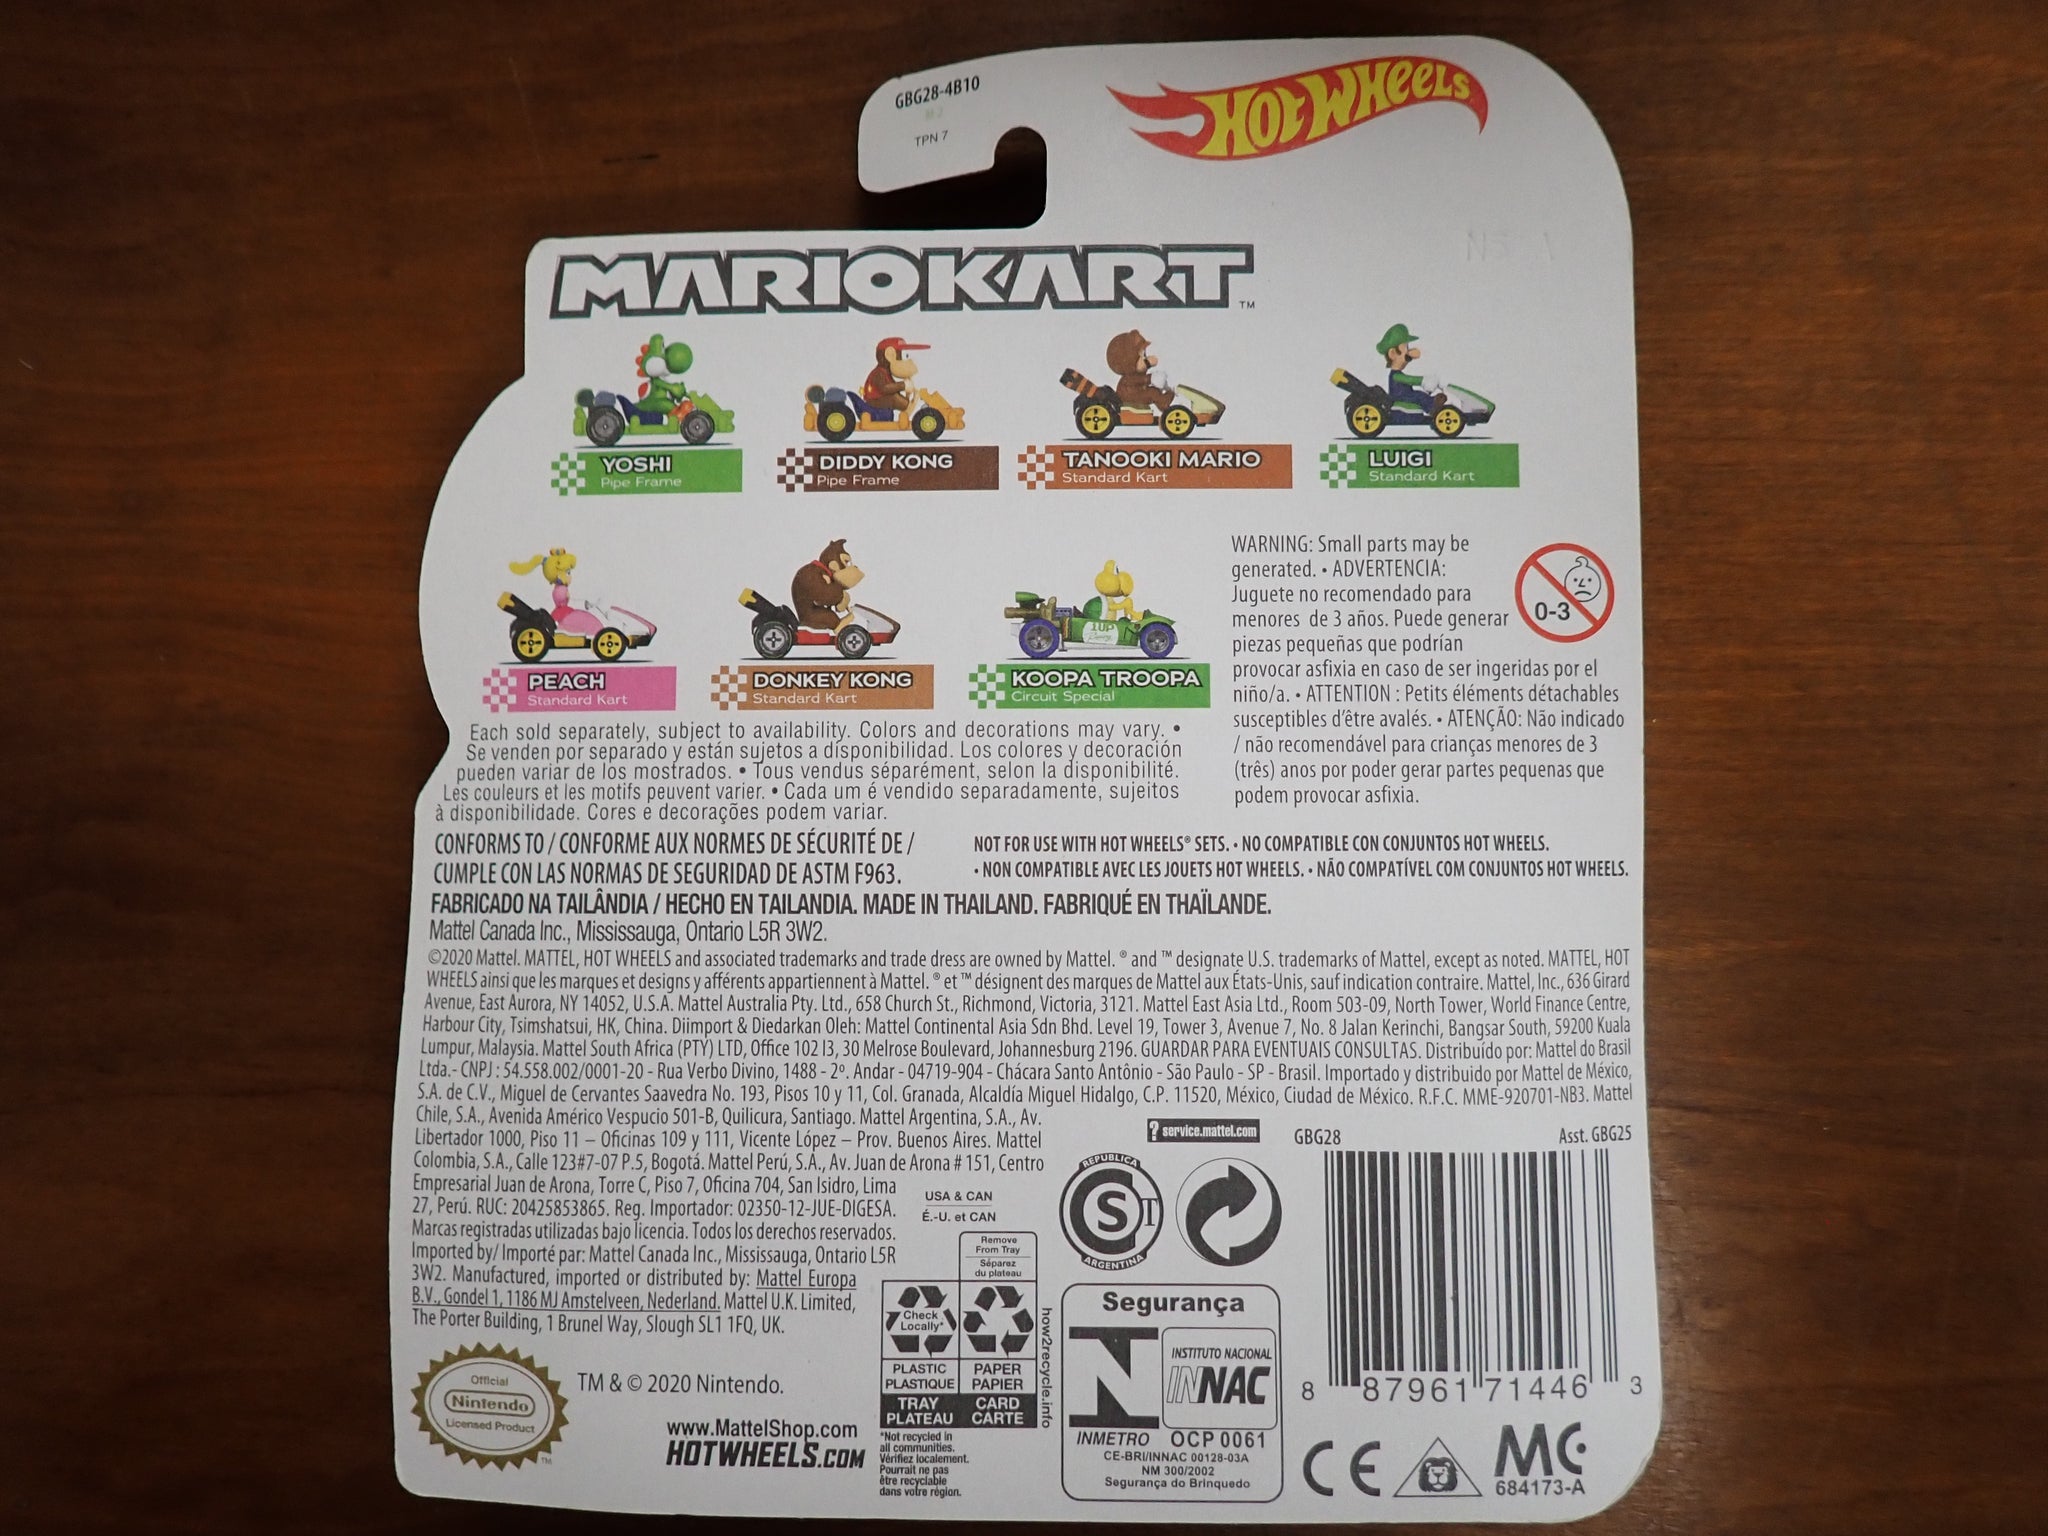 GBG28-4B10
TPN 7
HOT WHEELS
MARIOKART™
YOSHI
Pipe Frame
DIDDY KONG
Pipe Frame
TANOOKI MARIO
Standard Kart
LUIGI
Standard Kart
PEACH
Standard Kart
DONKEY KONG
Standard Kart
1UP
KOOPA TROOPA
Circuit Special
WARNING: Small parts may be
generated. • ADVERTENCIA:
Juguete no recomendado para
menores de 3 años. Puede generar
piezas pequeñas que podrían
provocar asfixia en caso de ser ingeridas por el
niño/a. • ATTENTION : Petits éléments détachables
susceptibles d'être avalés. • ATENÇÃO: Não indicado
/ não recomendável para crianças menores de 3
(três) anos por poder gerar partes pequenas que
podem provocar asfixia.
0-3
Each sold separately, subject to availability. Colors and decorations may vary. •
Se venden por separado y están sujetos a disponibilidad. Los colores y decoración
pueden variar de los mostrados. • Tous vendus séparément, selon la disponibilité.
Les couleurs et les motifs peuvent varier. • Cada um é vendido separadamente, sujeitos
à disponibilidade. Cores e decorações podem variar.
CONFORMS TO / CONFORME AUX NORMES DE SÉCURITÉ DE /
CUMPLE CON LAS NORMAS DE SEGURIDAD DE ASTM F963.
NOT FOR USE WITH HOT WHEELS® SETS. • NO COMPATIBLE CON CONJUNTOS HOT WHEELS.
• NON COMPATIBLE AVEC LES JOUETS HOT WHEELS. • NÃO COMPATÍVEL COM CONJUNTOS HOT WHEELS.
FABRICADO NA TAILÂNDIA / HECHO EN TAILANDIA. MADE IN THAILAND. FABRIQUÉ EN THAÏLANDE.
Mattel Canada Inc., Mississauga, Ontario L5R 3W2.
©2020 Mattel. MATTEL, HOT WHEELS and associated trademarks and trade dress are owned by Mattel. ® and ™ designate U.S. trademarks of Mattel, except as noted. MATTEL, HOT
WHEELS ainsi que les marques et designs y afférents appartiennent à Mattel. ® et ™ désignent des marques de Mattel aux États-Unis, sauf indication contraire. Mattel, Inc., 636 Girard
Avenue, East Aurora, NY 14052, U.S.A. Mattel Australia Pty. Ltd., 658 Church St., Richmond, Victoria, 3121. Mattel East Asia Ltd., Room 503-09, North Tower, World Finance Centre,
Harbour City, Tsimshatsui, HK, China. Diimport & Diedarkan Oleh: Mattel Continental Asia Sdn Bhd. Level 19, Tower 3, Avenue 7, No. 8 Jalan Kerinchi, Bangsar South, 59200 Kuala
Lumpur, Malaysia. Mattel South Africa (PTY) LTD, Office 102 I3, 30 Melrose Boulevard, Johannesburg 2196. GUARDAR PARA EVENTUAIS CONSULTAS. Distribuído por: Mattel do Brasil
Ltda.- CNPJ : 54.558.002/0001-20 - Rua Verbo Divino, 1488 - 2º. Andar - 04719-904 - Chácara Santo Antônio - São Paulo - SP - Brasil. Importado y distribuido por Mattel de México,
S.A. de C.V., Miguel de Cervantes Saavedra No. 193, Pisos 10 y 11, Col. Granada, Alcaldía Miguel Hidalgo, C.P. 11520, México, Ciudad de México. R.F.C. MME-920701-NB3. Mattel
Chile, S.A., Avenida Américo Vespucio 501-B, Quilicura, Santiago. Mattel Argentina, S.A., Av.
Libertador 1000, Piso 11 – Oficinas 109 y 111, Vicente López – Prov. Buenos Aires. Mattel
Colombia, S.A., Calle 123#7-07 P.5, Bogotá. Mattel Perú, S.A., Av. Juan de Arona # 151, Centro
Empresarial Juan de Arona, Torre C, Piso 7, Oficina 704, San Isidro, Lima
27, Perú. RUC: 20425853865. Reg. Importador: 02350-12-JUE-DIGESA.
Marcas registradas utilizadas bajo licencia. Todos los derechos reservados.
Imported by/ Importé par: Mattel Canada Inc., Mississauga, Ontario L5R
3W2. Manufactured, imported or distributed by: Mattel Europa
B.V., Gondel 1, 1186 MJ Amstelveen, Nederland. Mattel U.K. Limited,
The Porter Building, 1 Brunel Way, Slough SL1 1FQ, UK.
? service.mattel.com
GBG28
Asst. GBG25
REPUBLICA
S T
ARGENTINA
USA & CAN
É.-U. et CAN
Remove
From Tray
Séparez
du plateau
Check
Locally*
PLASTIC
PLASTIQUE
PAPER
PAPIER
TRAY
PLATEAU
CARD
CARTE
how2recycle.info
*Not recycled in
all communities.
Vérifiez localement.
Pourrait ne pas
être recyclable
dans votre région.
Segurança
INSTITUTO NACIONAL
INNAC
INMETRO OCP 0061
CE-BRI/INNAC 00128-03A
NM 300/2002
Segurança do Brinquedo
8 87961 71446 3
CE
MC
684173-A
Official
Nintendo
Licensed Product
™
TM & © 2020 Nintendo.
www.MattelShop.com
HOTWHEELS.COM